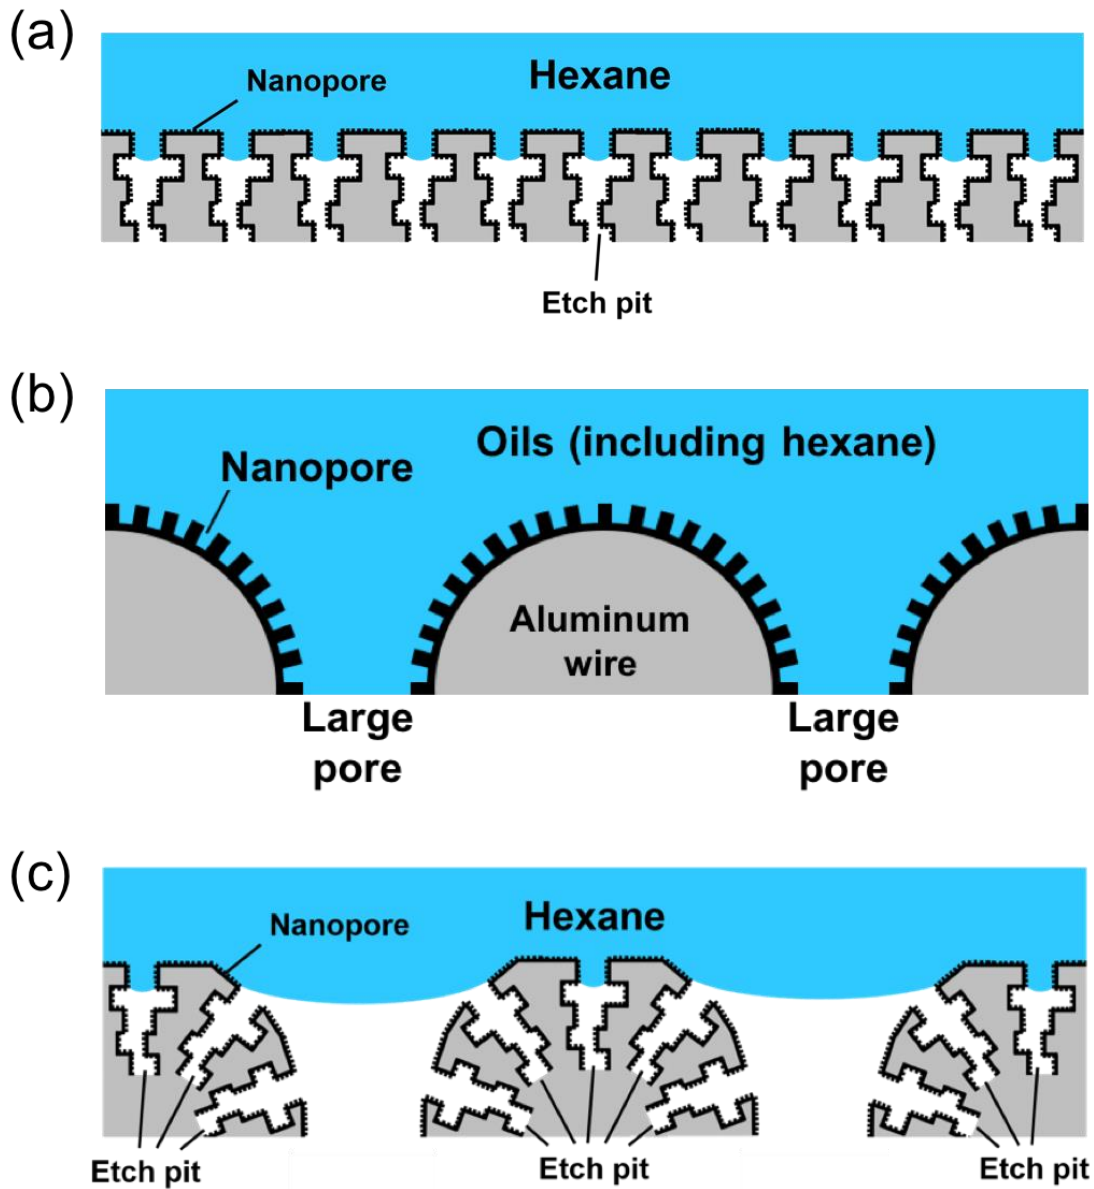 (a)
Nanopore
Hexane
Etch pit
(b)
Oils (including hexane)
Nanopore
Aluminum
wire
Large
pore
Large
pore
(c)
Hexane
Nanopore
Etch pit
Etch pit
Etch pit